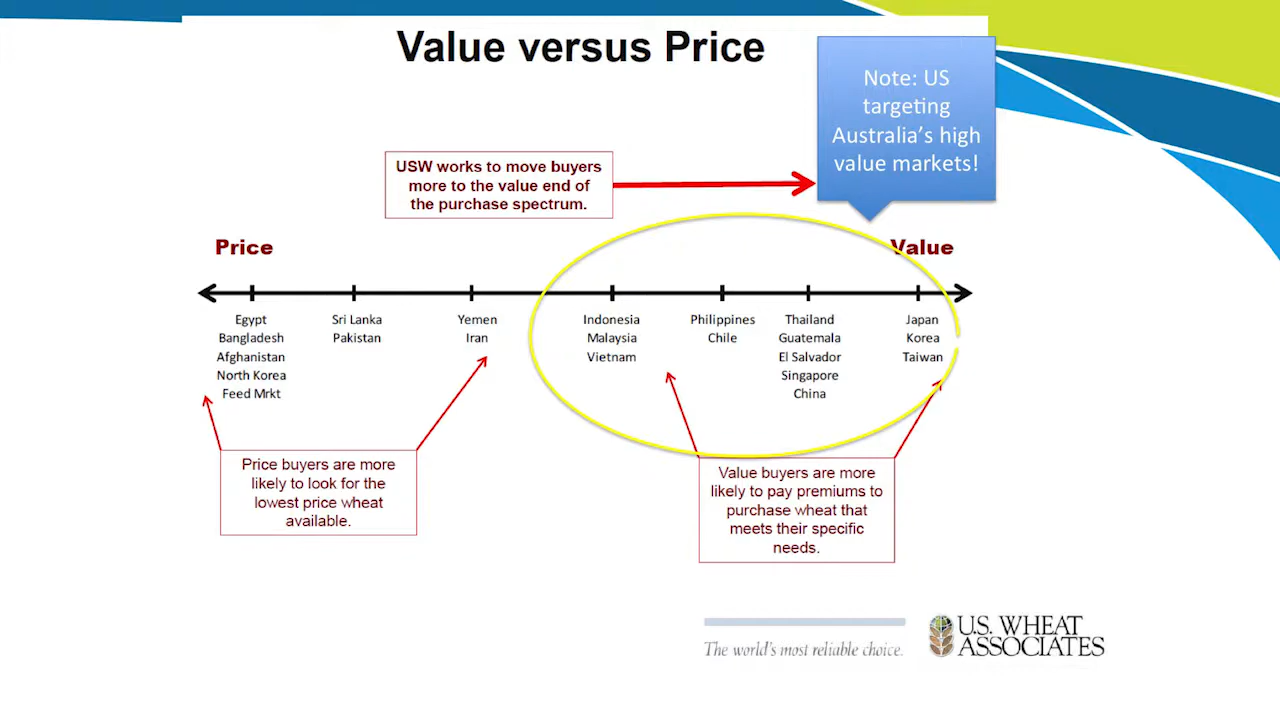 Value versus Price
Note: US
targeting
Australia's high
value markets!
USW works to move buyers
more to the value end of
the purchase spectrum.
Price
Value
Egypt
Bangladesh
Afghanistan
North Korea
Feed Mrkt
Sri Lanka
Pakistan
Yemen
Iran
Indonesia
Malaysia
Vietnam
Philippines
Chile
Thailand
Guatemala
El Salvador
Singapore
China
Japan
Korea
Taiwan
Price buyers are more
likely to look for the
lowest price wheat
available.
Value buyers are more
likely to pay premiums to
purchase wheat that
meets their specific
needs.
The world's most reliable choice.
U.S. WHEAT
ASSOCIATES